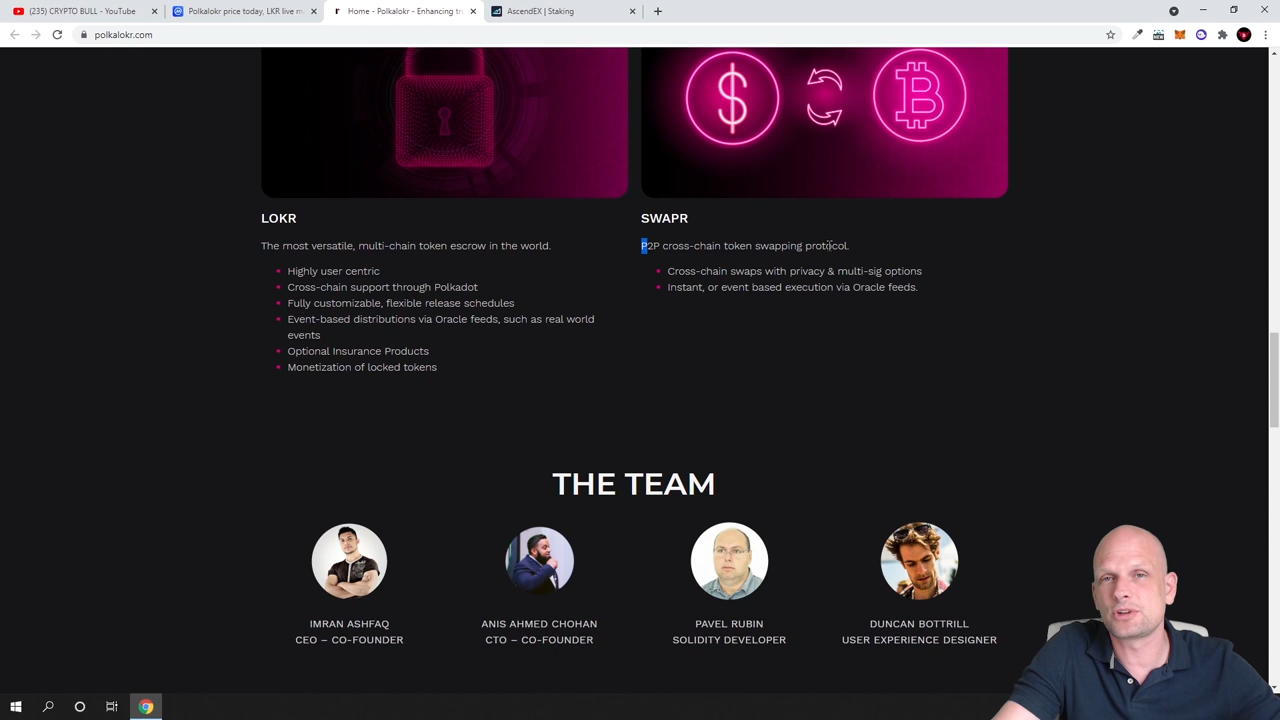 (235) CRYPTO BULL - YouTube
Polkalokr price today, LKR live m
Home - Polkalokr - Enhancing tr
AscendEX | Staking
polkalokr.com
LOKR
The most versatile, multi-chain token escrow in the world.
Highly user centric
Cross-chain support through Polkadot
Fully customizable, flexible release schedules
Event-based distributions via Oracle feeds, such as real world
events
Optional Insurance Products
Monetization of locked tokens
SWAPR
P2P cross-chain token swapping protocol.
Cross-chain swaps with privacy & multi-sig options
Instant, or event based execution via Oracle feeds.
THE TEAM
IMRAN ASHFAQ
CEO – CO-FOUNDER
ANIS AHMED CHOHAN
CTO – CO-FOUNDER
PAVEL RUBIN
SOLIDITY DEVELOPER
DUNCAN BOTTRILL
USER EXPERIENCE DESIGNER